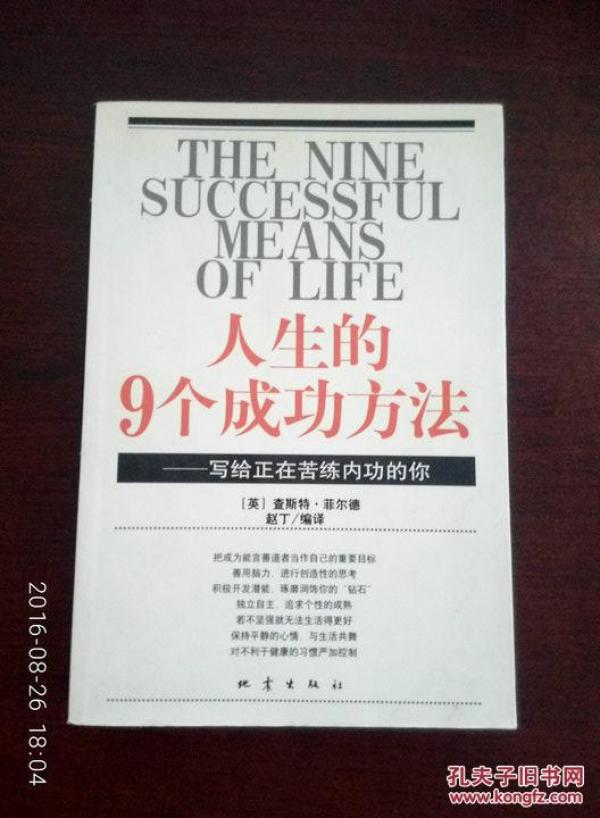 THE NINE
SUCCESSFUL
MEANS
OF LIFE
人生的
9个成功方法
——写给正在苦练内功的你
[英] 查斯特·菲尔德
赵丁/编译
把成为能言善道者当作自己的重要目标
善用脑力、进行创造性的思考
积极开发潜能、琢磨润饰你的“钻石”
独立自主、追求个性的成熟
若不坚强就无法生活得更好
保持平静的心情、与生活共舞
对不利于健康的习惯严加控制
地震出版社
2016-08-26 18:04
孔夫子旧书网
www.kongfz.com